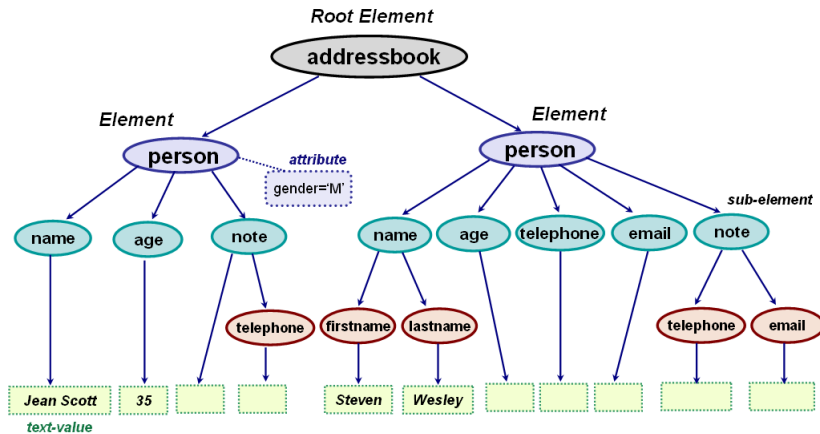 Root Element
addressbook
Element
Element
person
attribute
gender=‘M’
person
sub-element
name
age
note
name
age
telephone
email
note
telephone
firstname
lastname
telephone
email
Jean Scott
35
Steven
Wesley
text-value